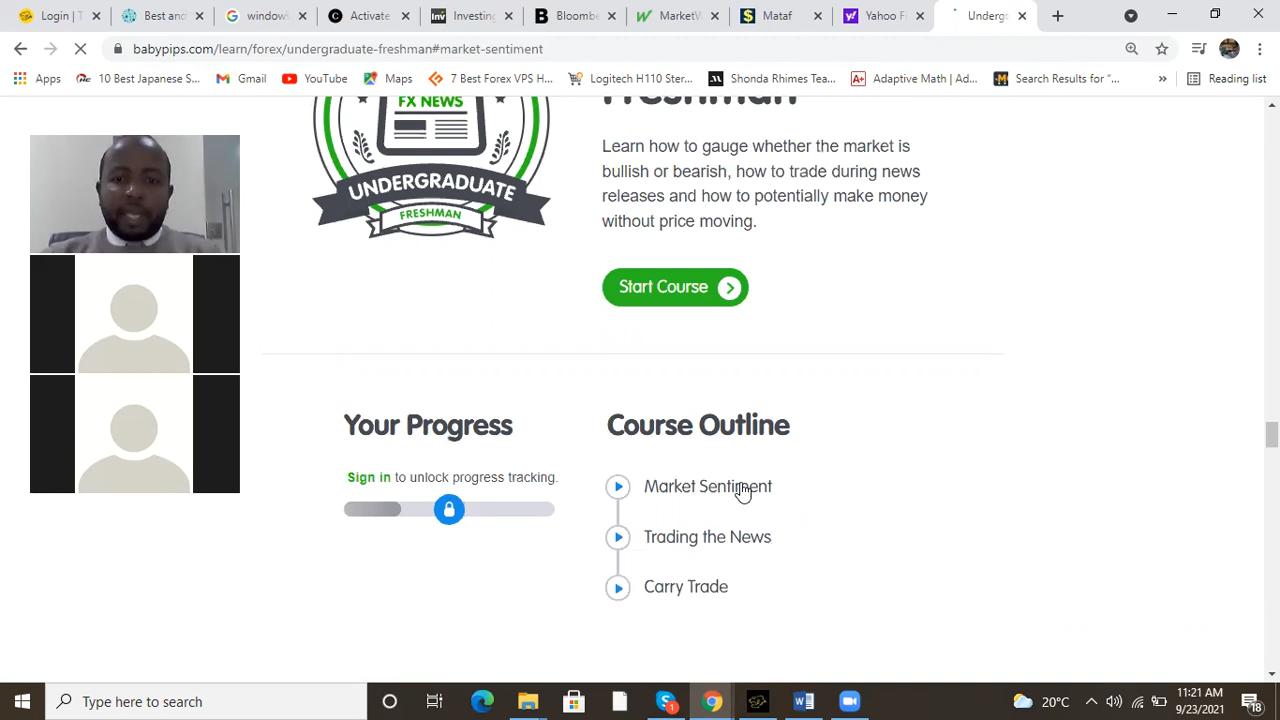 Login | T
Trand
window
Activate
Investing
Bloomb
MarketW
Mataf
Yahoo F
Underg
babypips.com/learn/forex/undergraduate-freshman#market-sentiment
Apps
10 Best Japanese S...
Gmail
YouTube
Maps
7 Best Forex VPS H...
Logitech H110 Ster...
Shonda Rhimes Tea...
Adaptive Math | Ad...
Search Results for "...
Reading list
FX NEWS
UNDERGRADUATE
FRESHMAN
Freshman
Learn how to gauge whether the market is
bullish or bearish, how to trade during news
releases and how to potentially make money
without price moving.
Start Course
Your Progress
Sign in to unlock progress tracking.
Course Outline
Market Sentiment
Trading the News
Carry Trade
Type here to search
20°C
11:21 AM
9/23/2021
18